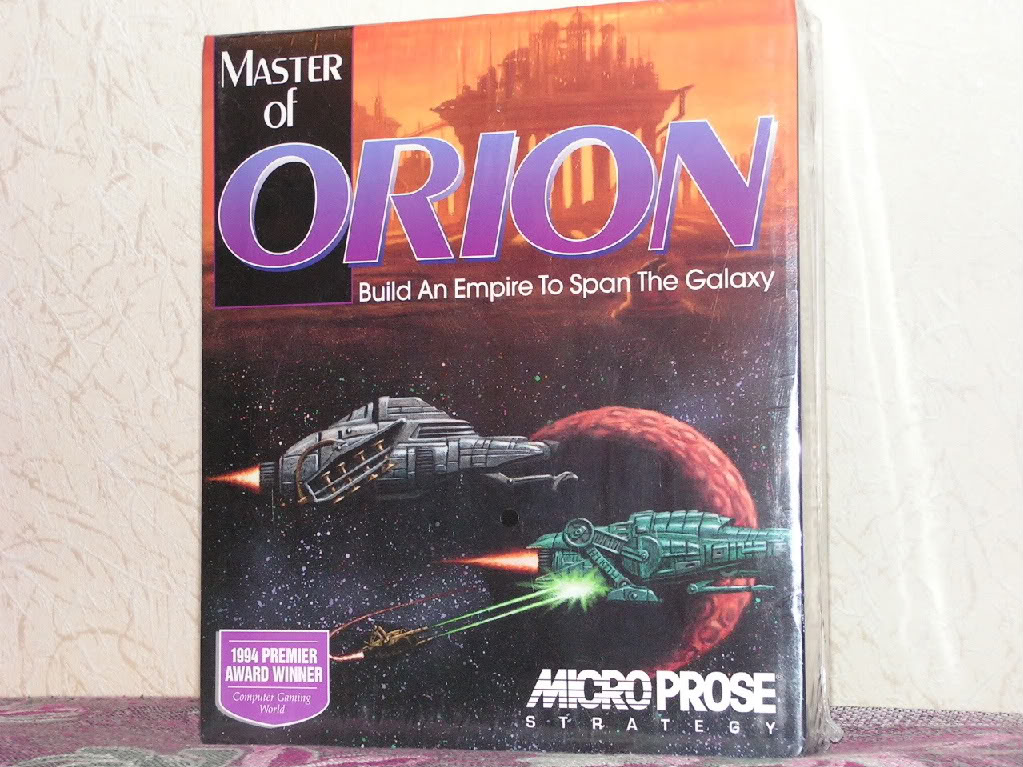 MASTER
of
ORION
Build An Empire To Span The Galaxy
1994 PREMIER
AWARD WINNER
Computer Gaming
World
MICROPROSE
STRATEGY